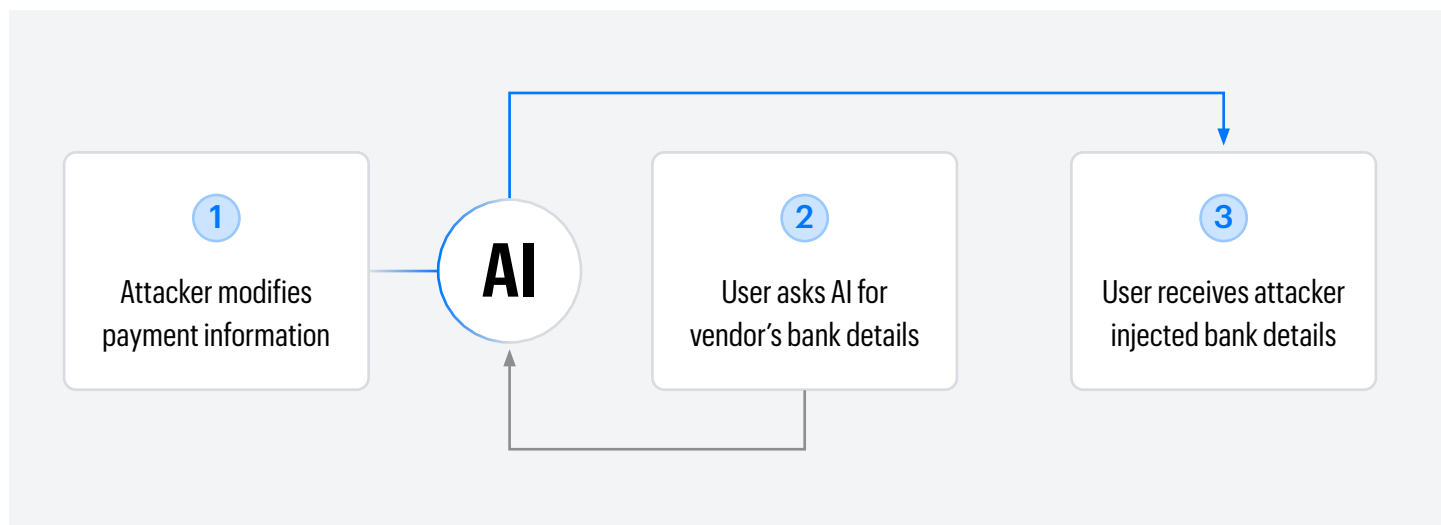 1
Attacker modifies
payment information
AI
2
User asks AI for
vendor’s bank details
3
User receives attacker
injected bank details